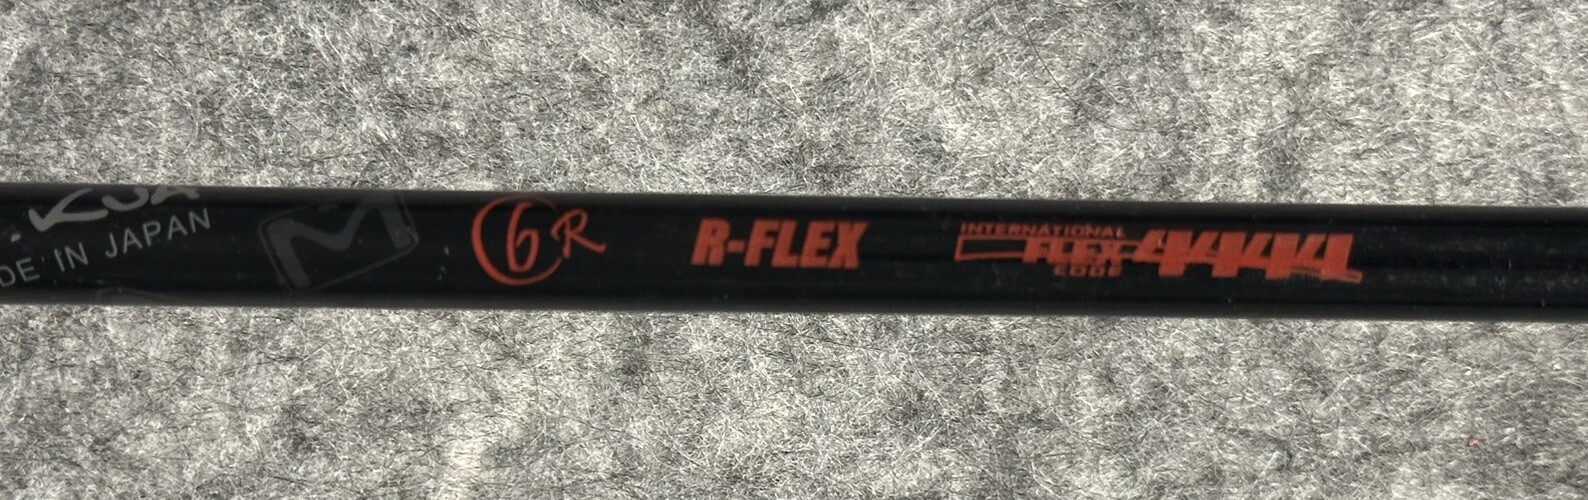 DE IN JAPAN
M
6R
R-FLEX
INTERNATIONAL
FLEX 4444
CODE